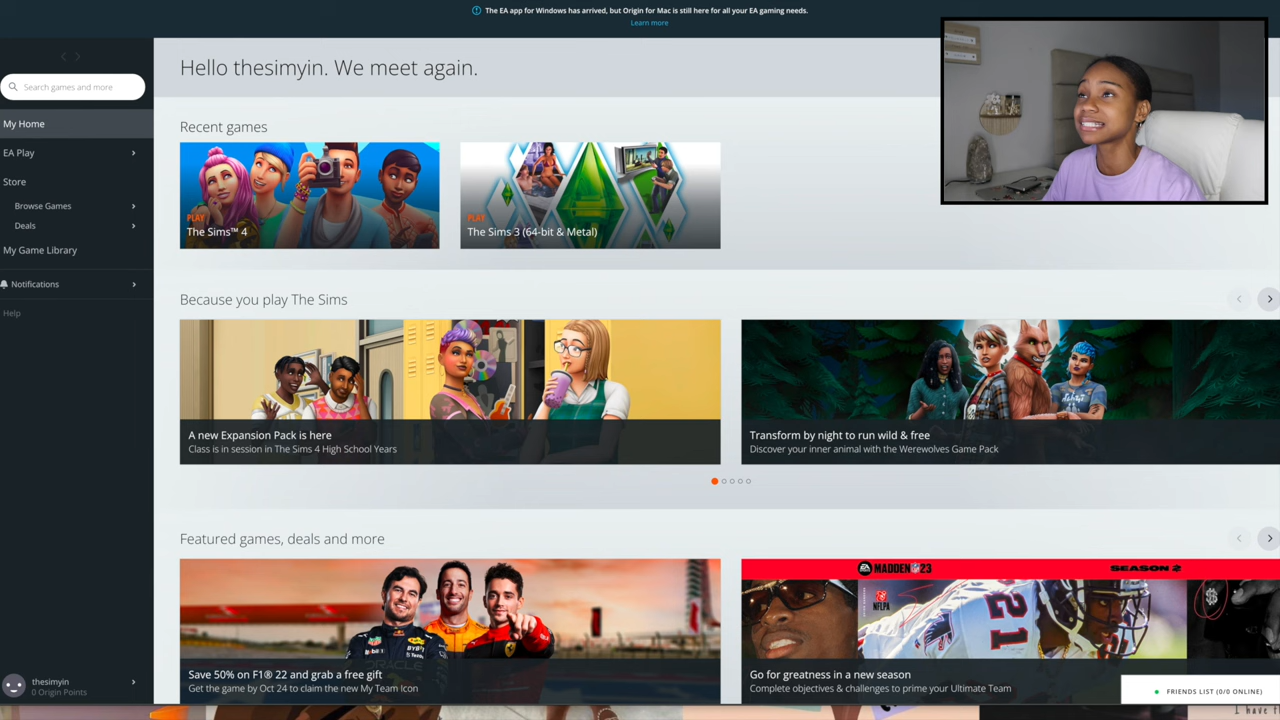 The EA app for Windows has arrived, but Origin for Mac is still here for all your EA gaming needs.
Learn more
Search games and more
My Home
EA Play
Store
Browse Games
Deals
My Game Library
Notifications
Help
thesimyin
0 Origin Points
Hello thesimyin. We meet again.
Recent games
PLAY
The Sims™ 4
PLAY
The Sims 3 (64-bit & Metal)
Because you play The Sims
A new Expansion Pack is here
Class is in session in The Sims 4 High School Years
Transform by night to run wild & free
Discover your inner animal with the Werewolves Game Pack
Featured games, deals and more
Save 50% on F1® 22 and grab a free gift
Get the game by Oct 24 to claim the new My Team Icon
EA MADDEN 23
SEASON 2
NFLPA
21
Go for greatness in a new season
Complete objectives & challenges to prime your Ultimate Team
FRIENDS LIST (0/0 ONLINE)